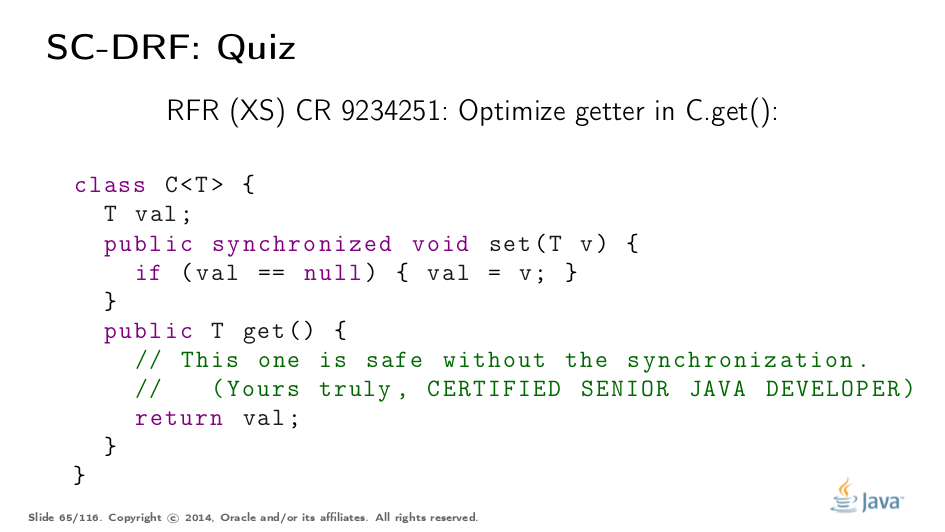 SC-DRF: Quiz
RFR (XS) CR 9234251: Optimize getter in C.get():
class C<T> {
T val;
public synchronized void set(T v) {
if (val == null) { val = v; }
}
public T get() {
// This one is safe without the synchronization.
//   (Yours truly, CERTIFIED SENIOR JAVA DEVELOPER)
return val;
}
}
Java
Slide 65/116. Copyright © 2014, Oracle and/or its affiliates. All rights reserved.